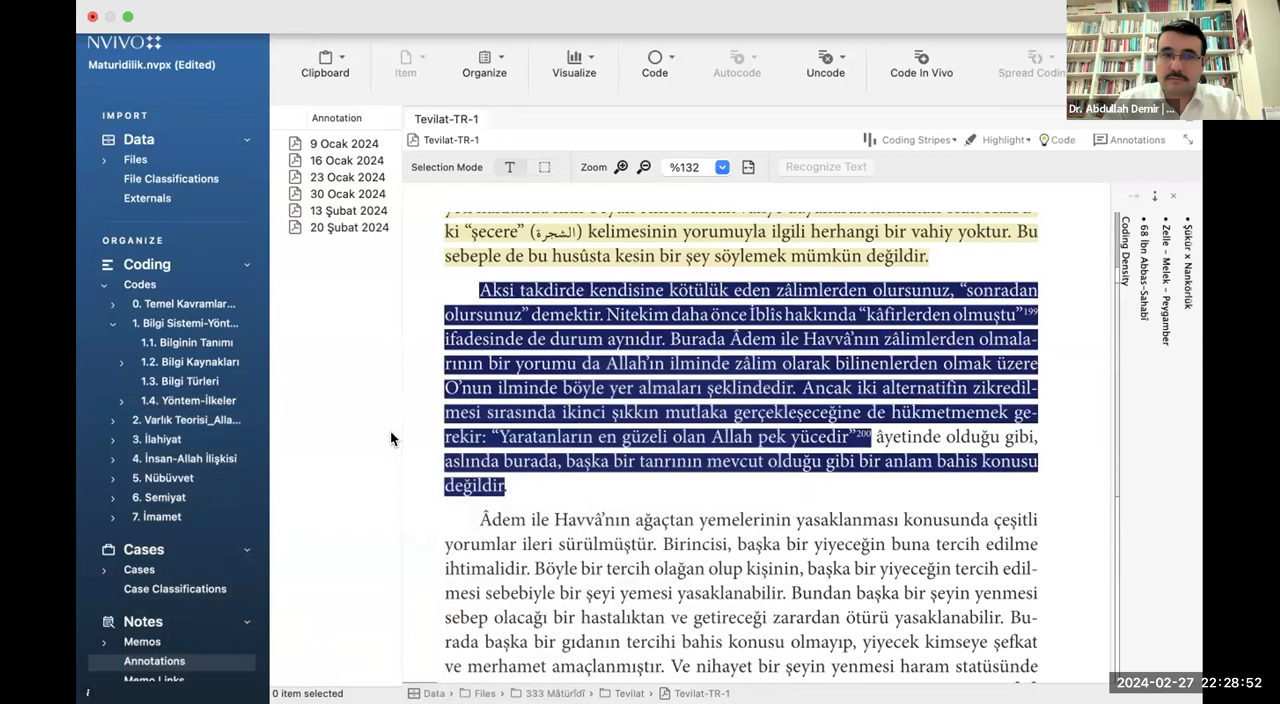 NVIVO
Maturidilik.nvpx (Edited)
Clipboard
Item
Organize
Visualize
Code
Autocode
Uncode
Code In Vivo
Spread Codin
Dr. Abdullah Demir | ...
IMPORT
Data
Files
File Classifications
Externals
ORGANIZE
Coding
Codes
0. Temel Kavramlar...
1. Bilgi Sistemi-Yönt...
1.1. Bilginin Tanımı
1.2. Bilgi Kaynakları
1.3. Bilgi Türleri
1.4. Yöntem-İlkeler
2. Varlık Teorisi_Alla...
3. İlahiyat
4. İnsan-Allah İlişkisi
5. Nübüvvet
6. Semiyat
7. İmamet
Cases
Cases
Case Classifications
Notes
Memos
Annotations
Memo Links
Annotation
9 Ocak 2024
16 Ocak 2024
23 Ocak 2024
30 Ocak 2024
13 Şubat 2024
20 Şubat 2024
0 item selected
Tevilat-TR-1
Tevilat-TR-1
Coding Stripes
Highlight
Code
Annotations
Selection Mode
T
Zoom
%132
Recognize Text
ki “şecere” (الشجرة) kelimesinin yorumuyla ilgili herhangi bir vahiy yoktur. Bu
sebeple de bu husûsta kesin bir şey söylemek mümkün değildir.
Aksi takdirde kendisine kötülük eden zâlimlerden olursunuz, “sonradan
olursunuz” demektir. Nitekim daha önce İblîs hakkında “kâfirlerden olmuştu”199
ifadesinde de durum aynıdır. Burada Âdem ile Havvâ’nın zâlimlerden olmala-
rının bir yorumu da Allah’ın ilminde zâlim olarak bilinenlerden olmak üzere
O’nun ilminde böyle yer almaları şeklindedir. Ancak iki alternatifin zikredil-
mesi sırasında ikinci şıkkın mutlaka gerçekleşeceğine de hükmetmemek ge-
rekir: “Yaratanların en güzeli olan Allah pek yücedir”200 âyetinde olduğu gibi,
aslında burada, başka bir tanrının mevcut olduğu gibi bir anlam bahis konusu
değildir.
Âdem ile Havvâ’nın ağaçtan yemelerinin yasaklanması konusunda çeşitli
yorumlar ileri sürülmüştür. Birincisi, başka bir yiyeceğin buna tercih edilme
ihtimalidir. Böyle bir tercih olağan olup kişinin, başka bir yiyeceğin tercih edil-
mesi sebebiyle bir şeyi yemesi yasaklanabilir. Bundan başka bir şeyin yenmesi
sebep olacağı bir hastalıktan ve getireceği zarardan ötürü yasaklanabilir. Bu-
rada başka bir gıdanın tercihi bahis konusu olmayıp, yiyecek kimseye şefkat
ve merhamet amaçlanmıştır. Ve nihayet bir şeyin yenmesi haram statüsünde
Şükür x Nankörlük
Zelle - Melek - Peygamber
68 İbn Abbas-Sahabî
Coding Density
Data
Files
333 Mâtürîdî
Tevilat
Tevilat-TR-1
2024-02-27 22:28:52